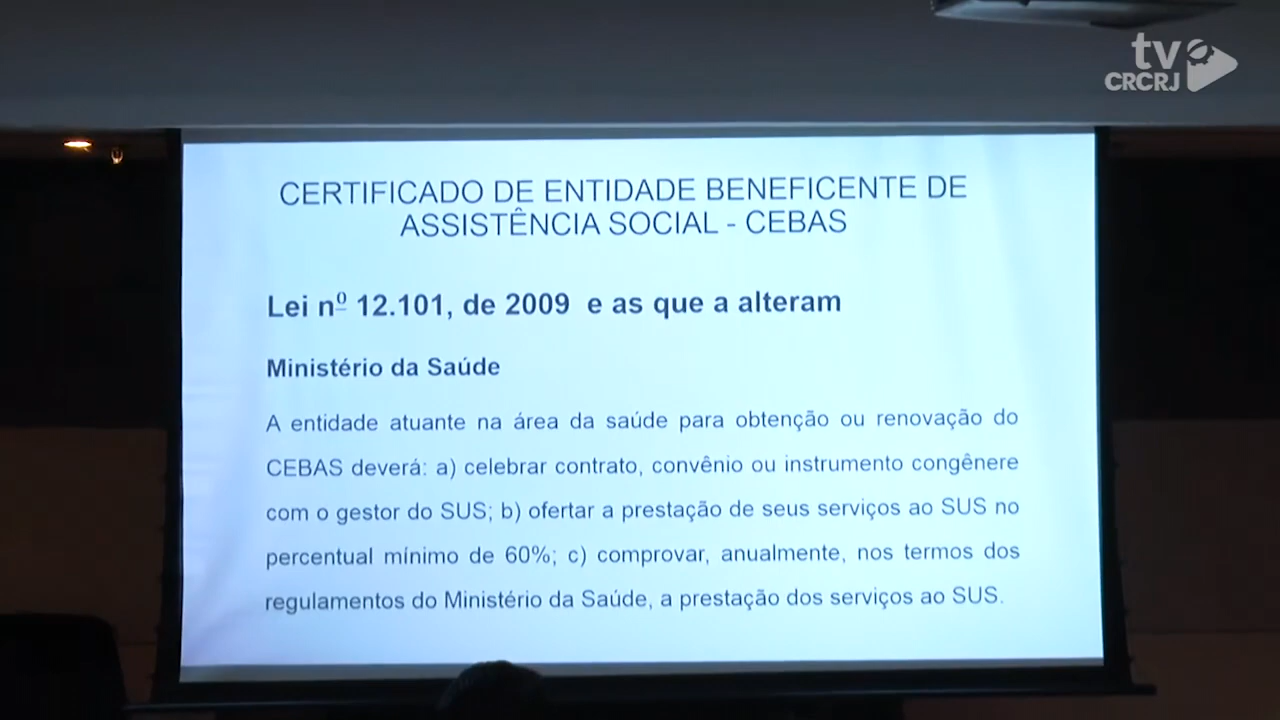 tv
CRCRJ
CERTIFICADO DE ENTIDADE BENEFICENTE DE
ASSISTÊNCIA SOCIAL - CEBAS
Lei nº 12.101, de 2009 e as que a alteram
Ministério da Saúde
A entidade atuante na área da saúde para obtenção ou renovação do
CEBAS deverá: a) celebrar contrato, convênio ou instrumento congênere
com o gestor do SUS; b) ofertar a prestação de seus serviços ao SUS no
percentual mínimo de 60%; c) comprovar, anualmente, nos termos dos
regulamentos do Ministério da Saúde, a prestação dos serviços ao SUS.